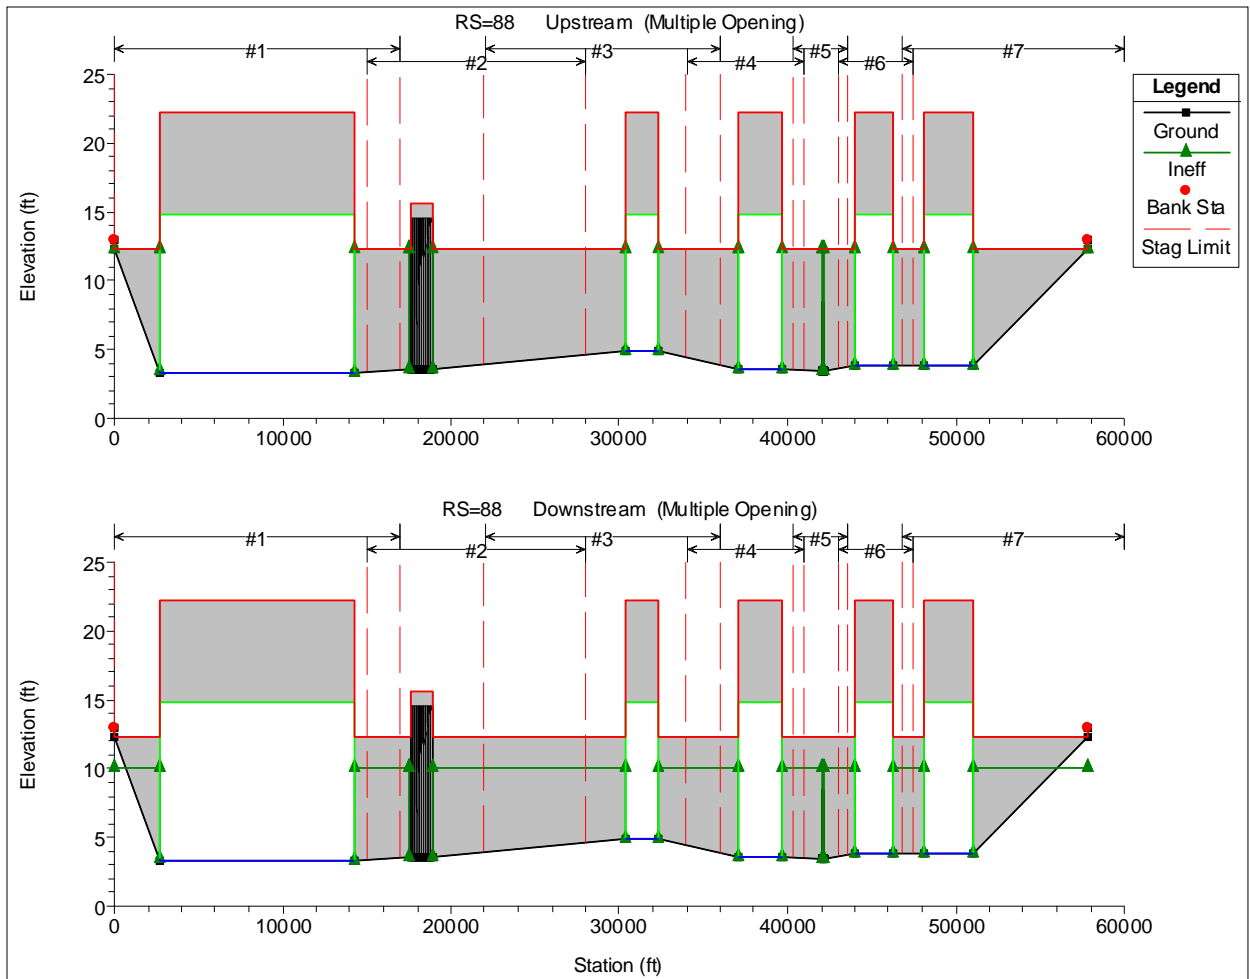 RS=88 Upstream (Multiple Opening)
#1 #2 #3 #4 #5 #6 #7
Elevation (ft)
25
20
15
10
5
0
0 10000 20000 30000 40000 50000 60000
Legend
Ground
Ineff
Bank Sta
Stag Limit
RS=88 Downstream (Multiple Opening)
#1 #2 #3 #4 #5 #6 #7
Elevation (ft)
25
20
15
10
5
0
0 10000 20000 30000 40000 50000 60000
Station (ft)